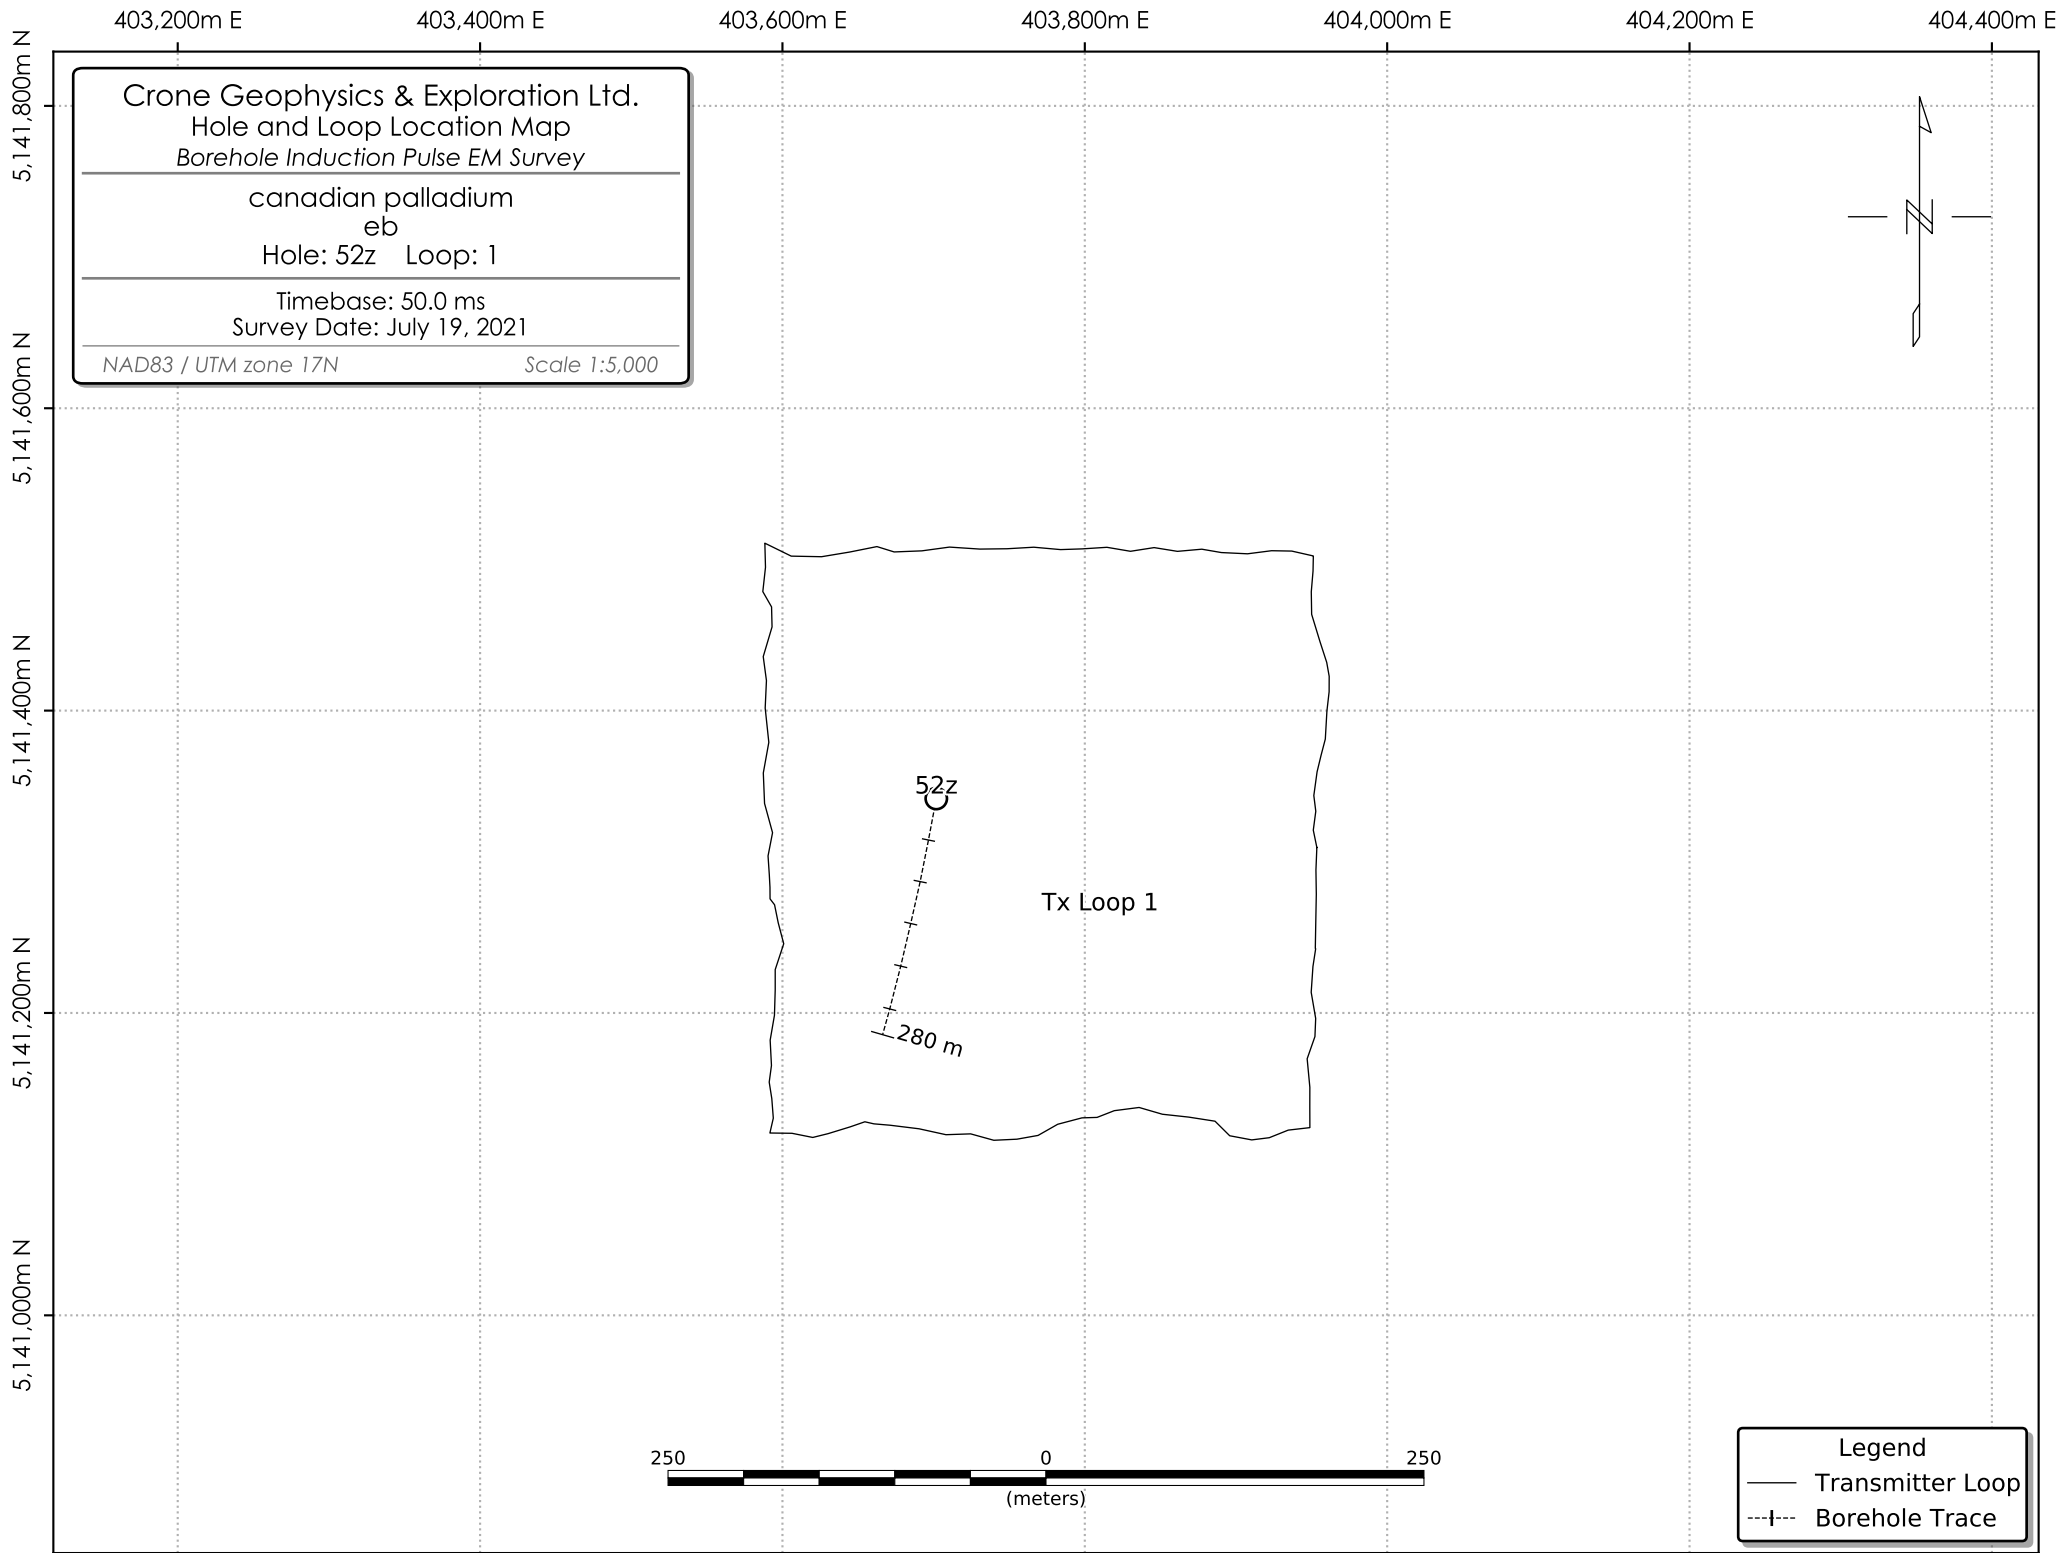 403,200m E 403,400m E 403,600m E 403,800m E 404,000m E 404,200m E 404,400m E
5,141,800m N
5,141,600m N
5,141,400m N
5,141,200m N
5,141,000m N
Crone Geophysics & Exploration Ltd.
Hole and Loop Location Map
Borehole Induction Pulse EM Survey
canadian palladium
eb
Hole: 52z Loop: 1
Timebase: 50.0 ms
Survey Date: July 19, 2021
NAD83 / UTM zone 17N Scale 1:5,000
N
52z
Tx Loop 1
280 m
250 0 250
(meters)
Legend
Transmitter Loop
Borehole Trace